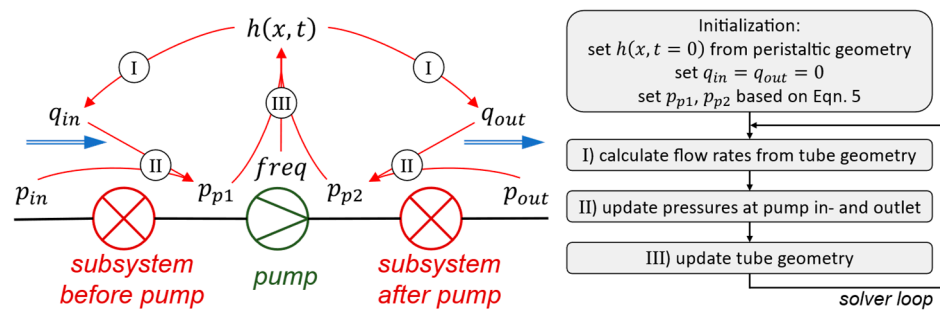 h(x, t)
I
I
III
q_in
q_out
II
II
freq
p_in
p_p1
p_p2
p_out
subsystem
before pump
pump
subsystem
after pump
Initialization:
set h(x, t = 0) from peristaltic geometry
set q_in = q_out = 0
set p_p1, p_p2 based on Eqn. 5
I) calculate flow rates from tube geometry
II) update pressures at pump in- and outlet
III) update tube geometry
solver loop